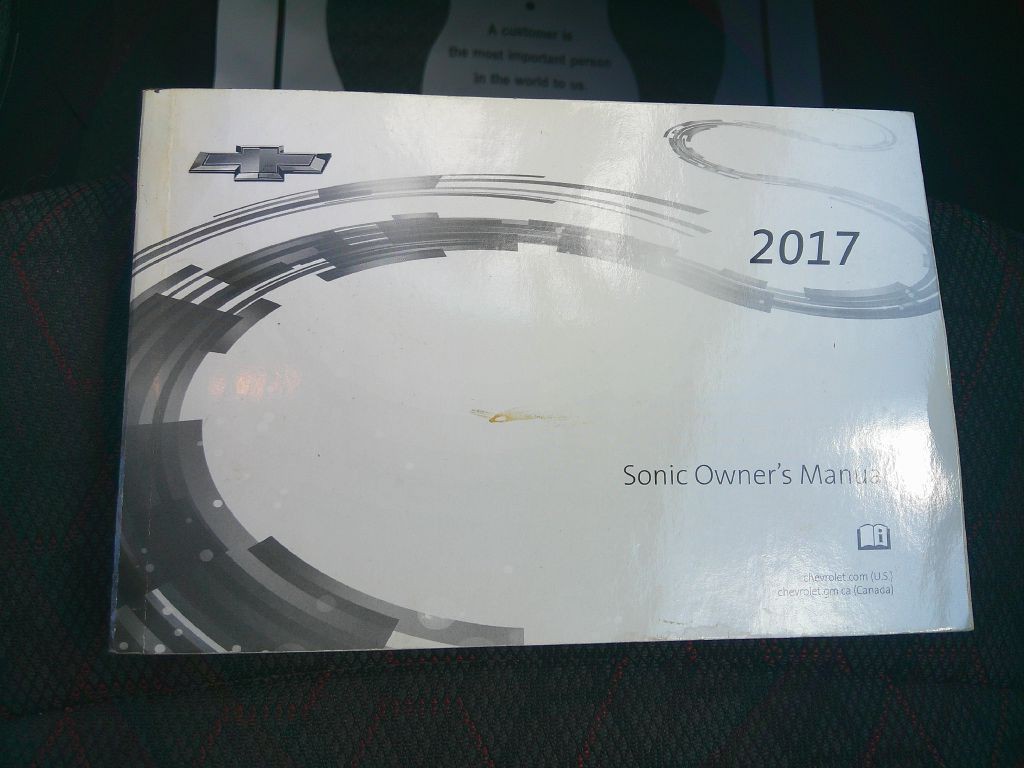 A customer is
the most important person
in the world to us.
2017
Sonic Owner's Manual
i
chevrolet.com (U.S.)
chevrolet.gm.ca (Canada)